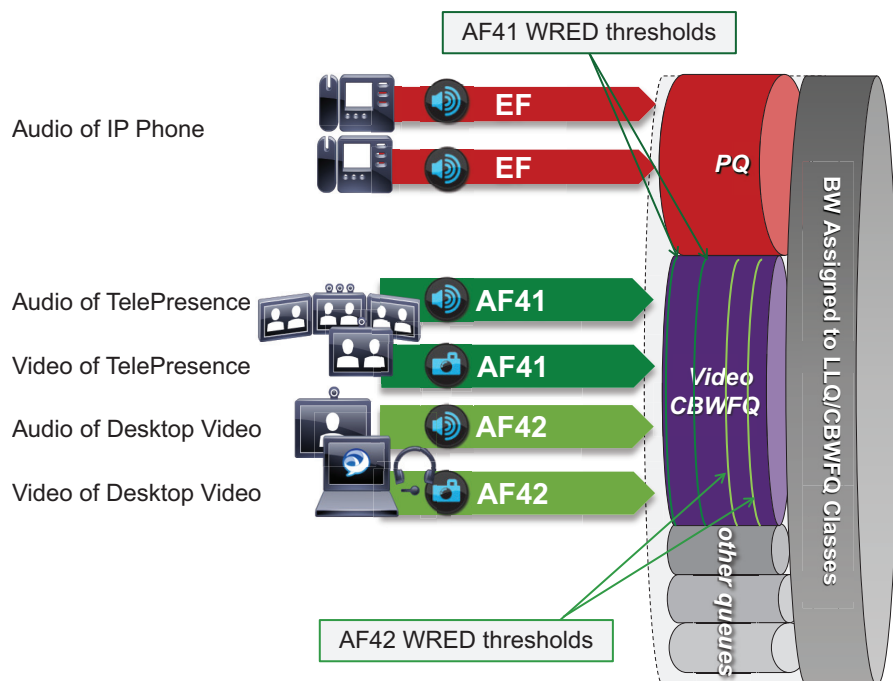 AF41 WRED thresholds
Audio of IP Phone
EF
EF
PQ
Audio of TelePresence
AF41
Video of TelePresence
AF41
Audio of Desktop Video
AF42
Video of Desktop Video
AF42
Video
CBWFQ
other queues
BW Assigned to LLQ/CBWFQ Classes
AF42 WRED thresholds